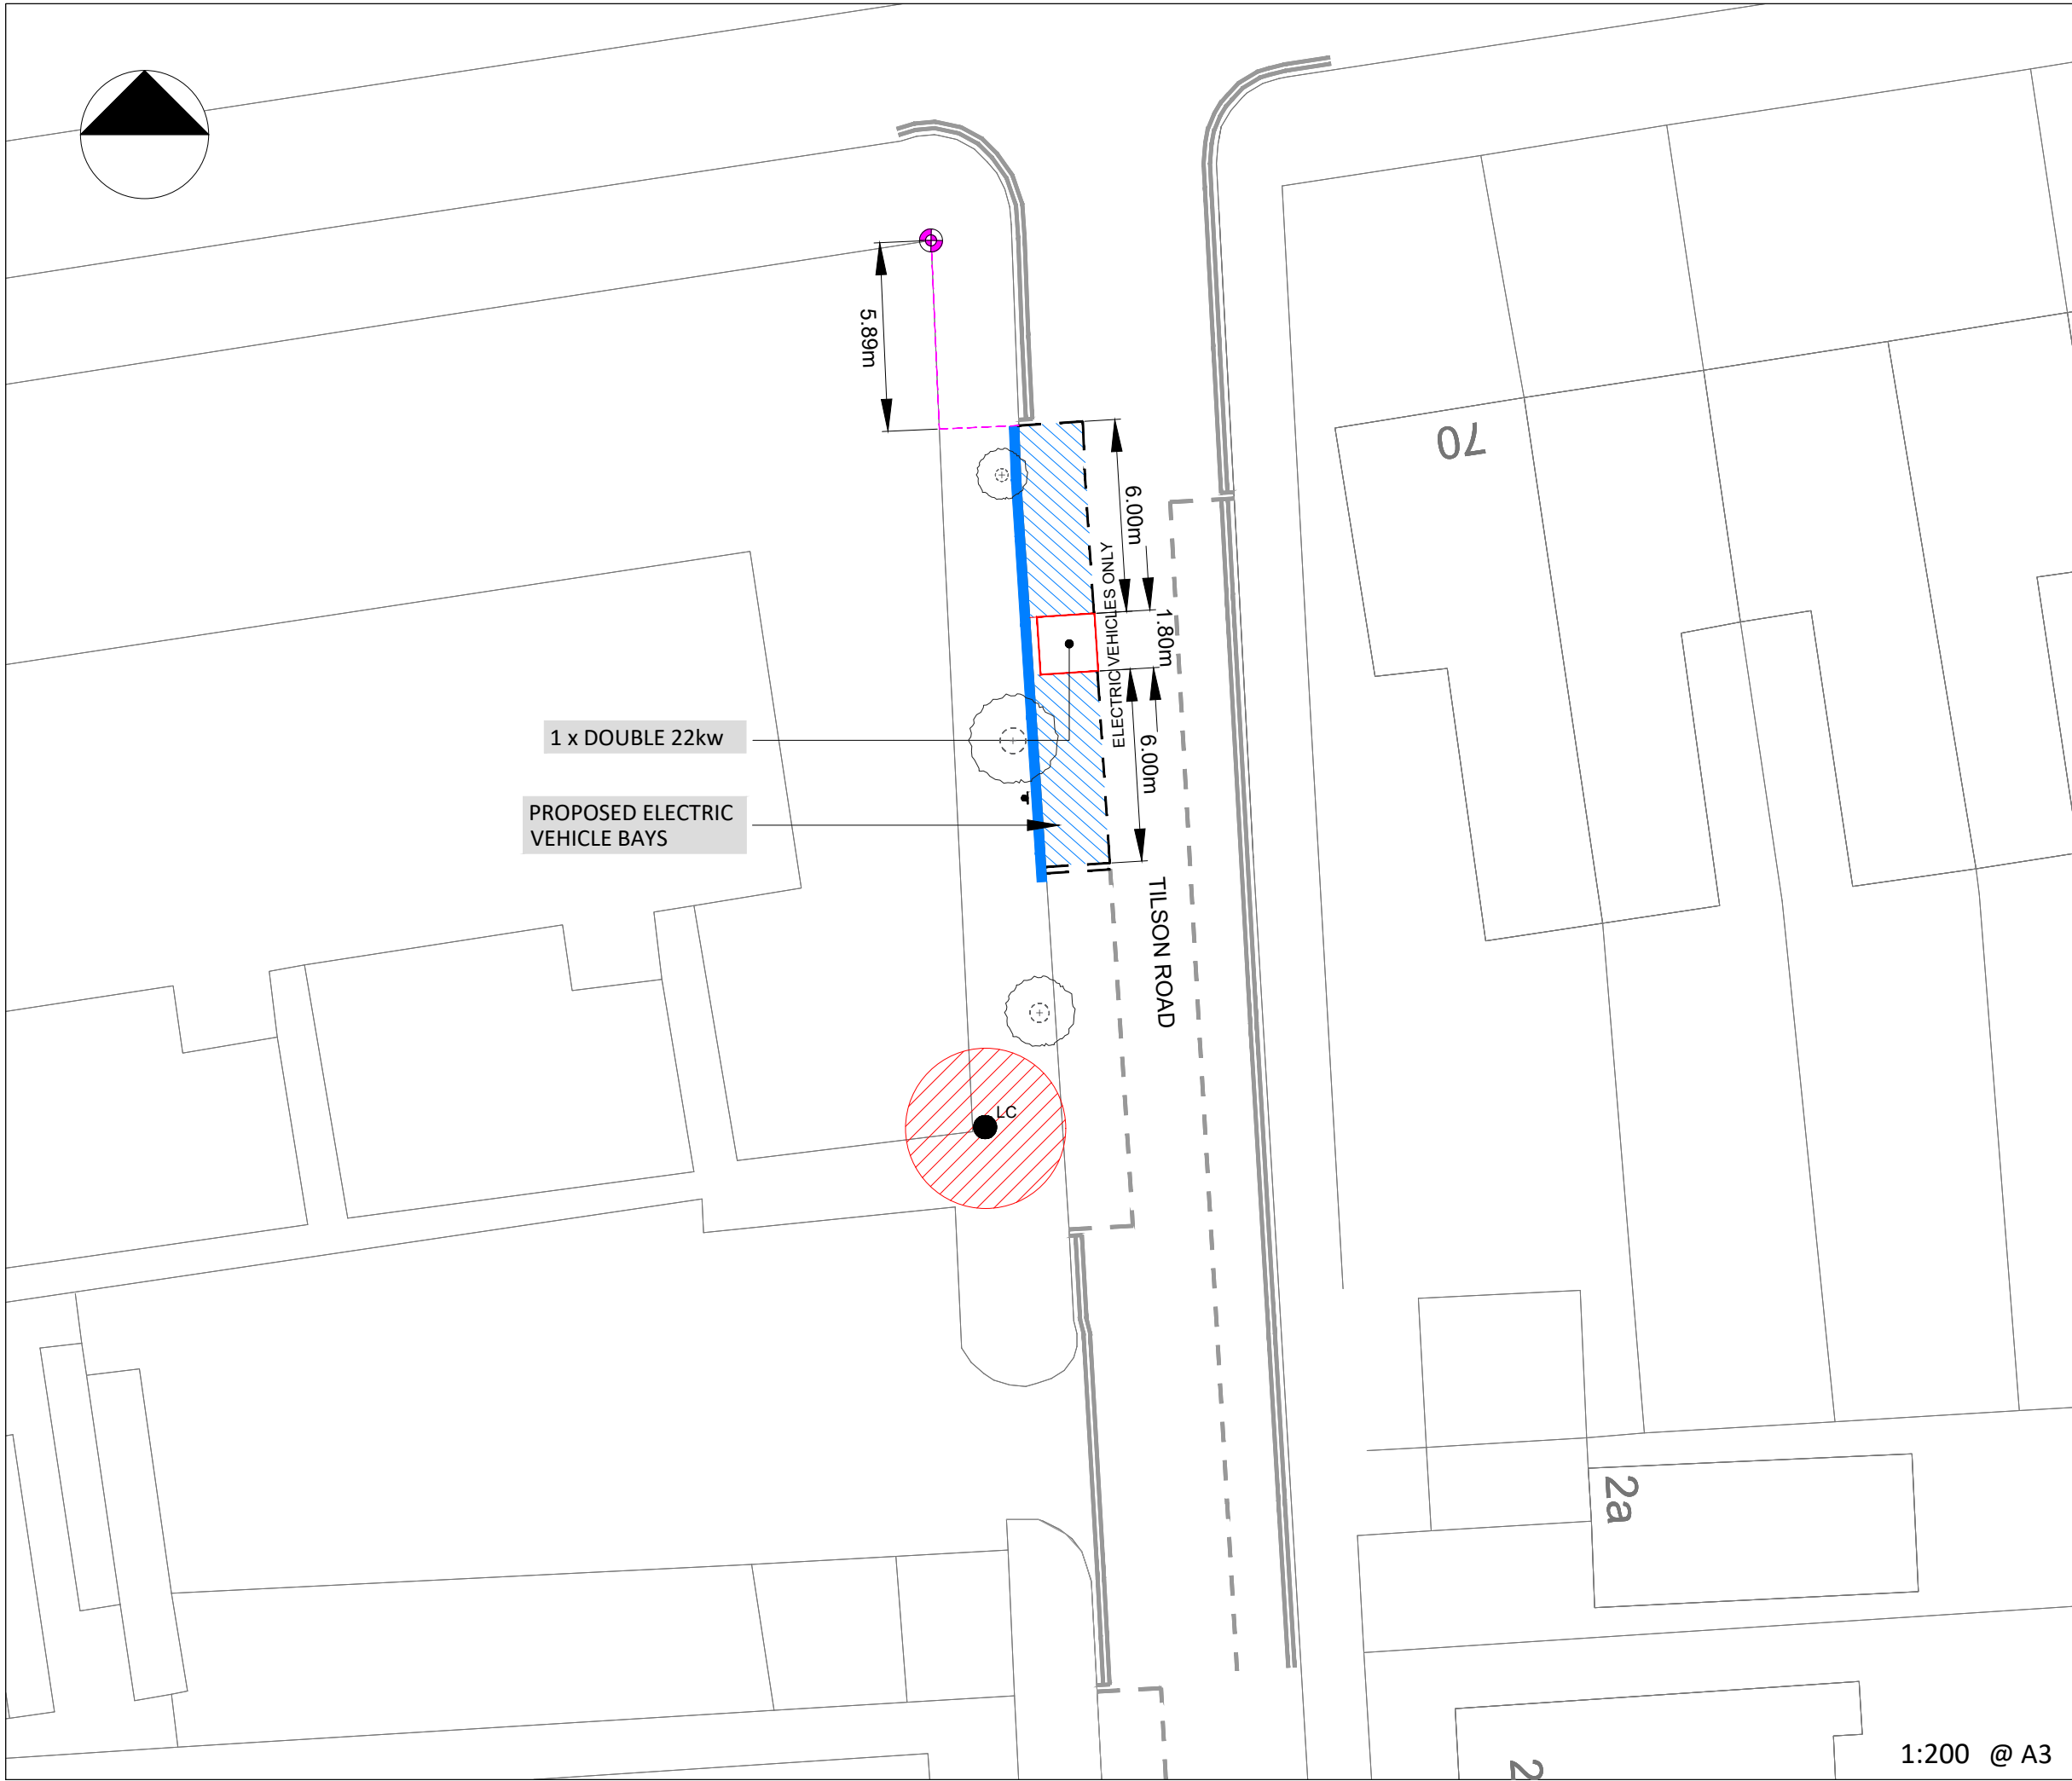 5.89m
70
6.00m
ELECTRIC VEHICLES ONLY
1.80m
1 x DOUBLE 22kw
6.00m
PROPOSED ELECTRIC
VEHICLE BAYS
TILSON ROAD
LC
2a
2
1:200 @ A3